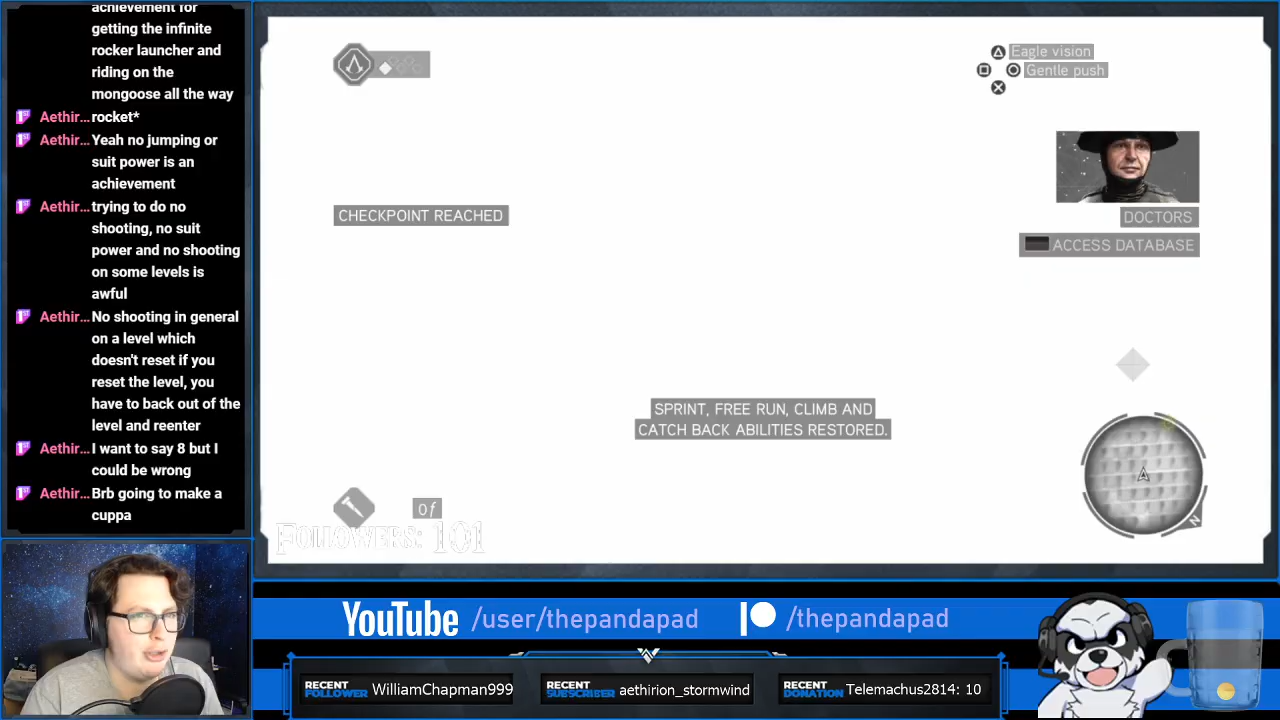 achievement for
getting the infinite
rocker launcher and
riding on the
mongoose all the way
Aethir... rocket*
Aethir... Yeah no jumping or
suit power is an
achievement
Aethir... trying to do no
shooting, no suit
power and no shooting
on some levels is
awful
Aethir... No shooting in general
on a level which
doesn't reset if you
reset the level, you
have to back out of the
level and reenter
Aethir... I want to say 8 but I
could be wrong
Aethir... Brb going to make a
cuppa
Eagle vision
Gentle push
DOCTORS
ACCESS DATABASE
CHECKPOINT REACHED
SPRINT, FREE RUN, CLIMB AND
CATCH BACK ABILITIES RESTORED.
N
0ƒ
FOLLOWERS: 101
YouTube /user/thepandapad
/thepandapad
RECENT FOLLOWER WilliamChapman999
RECENT SUBSCRIBER aethirion_stormwind
RECENT DONATION Telemachus2814: 10